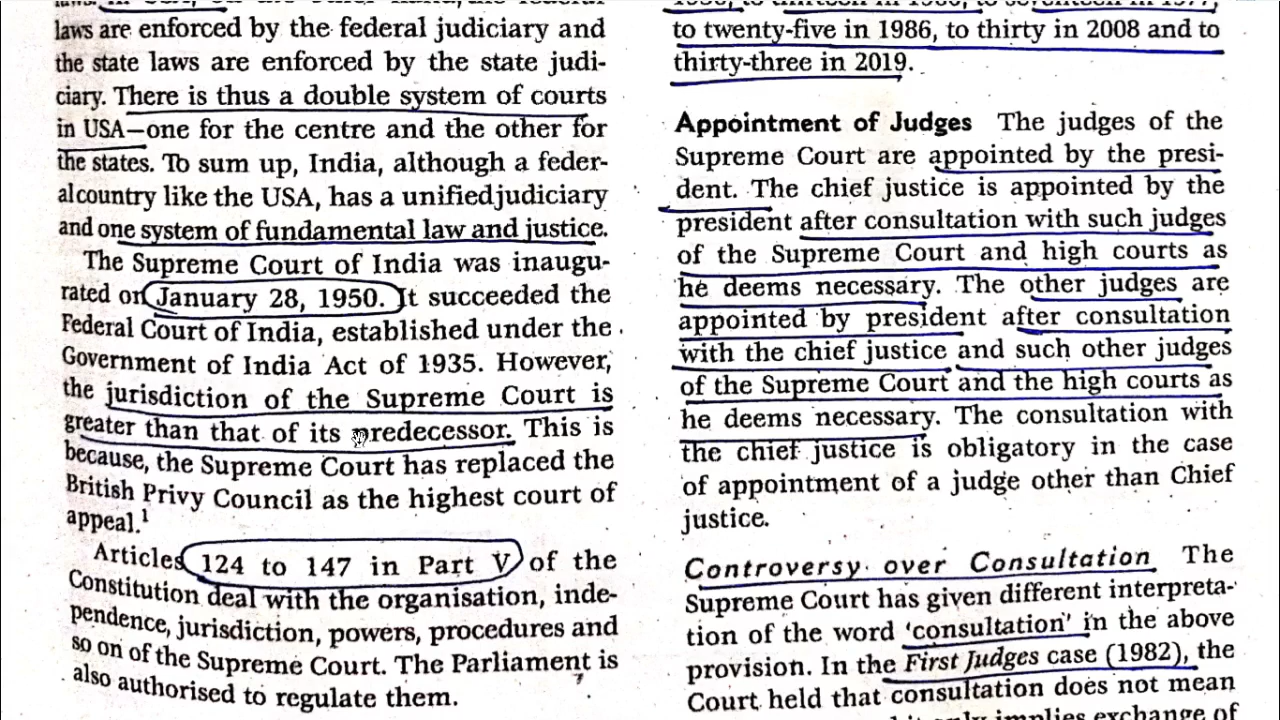 laws are enforced by the federal judiciary and
the state laws are enforced by the state judi-
ciary. There is thus a double system of courts
in USA—one for the centre and the other for
the states. To sum up, India, although a feder-
al country like the USA, has a unified judiciary
and one system of fundamental law and justice.
The Supreme Court of India was inaugu-
rated on January 28, 1950. It succeeded the
Federal Court of India, established under the
Government of India Act of 1935. However,
the jurisdiction of the Supreme Court is
greater than that of its predecessor. This is
because, the Supreme Court has replaced the
British Privy Council as the highest court of
appeal.1
Articles 124 to 147 in Part V of the
Constitution deal with the organisation, inde-
pendence, jurisdiction, powers, procedures and
so on of the Supreme Court. The Parliament is
also authorised to regulate them.
to twenty-five in 1986, to thirty in 2008 and to
thirty-three in 2019.
Appointment of Judges The judges of the
Supreme Court are appointed by the presi-
dent. The chief justice is appointed by the
president after consultation with such judges
of the Supreme Court and high courts as
he deems necessary. The other judges are
appointed by president after consultation
with the chief justice and such other judges
of the Supreme Court and the high courts as
he deems necessary. The consultation with
the chief justice is obligatory in the case
of appointment of a judge other than Chief
justice.
Controversy over Consultation The
Supreme Court has given different interpreta-
tion of the word 'consultation' in the above
provision. In the First Judges case (1982), the
Court held that consultation does not mean
only implies exchange of